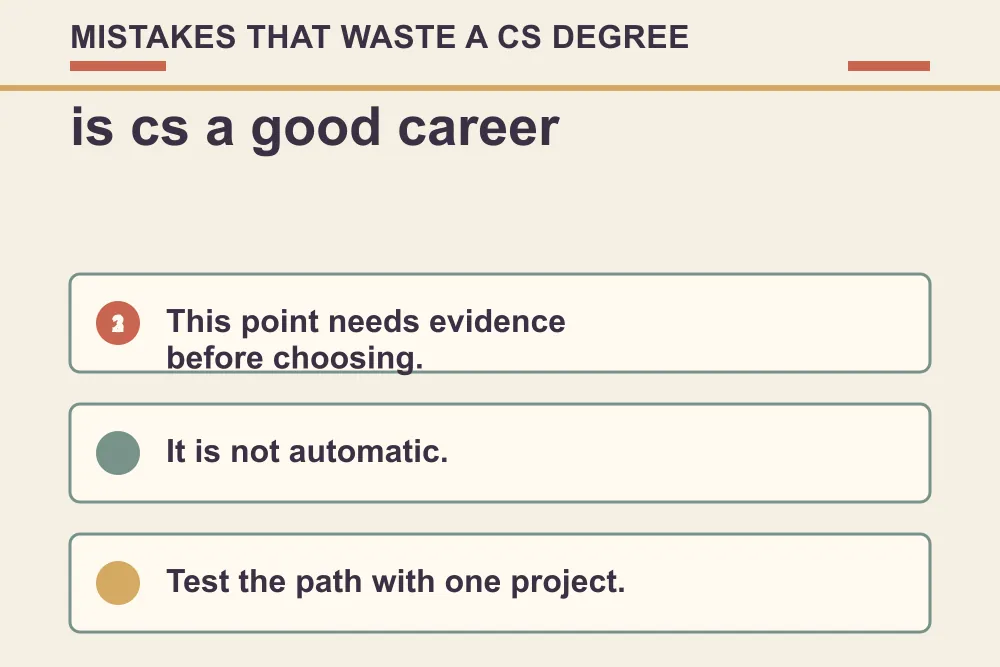 MISTAKES THAT WASTE A CS DEGREE
is cs a good career
This point needs evidence
before choosing.
It is not automatic.
Test the path with one project.